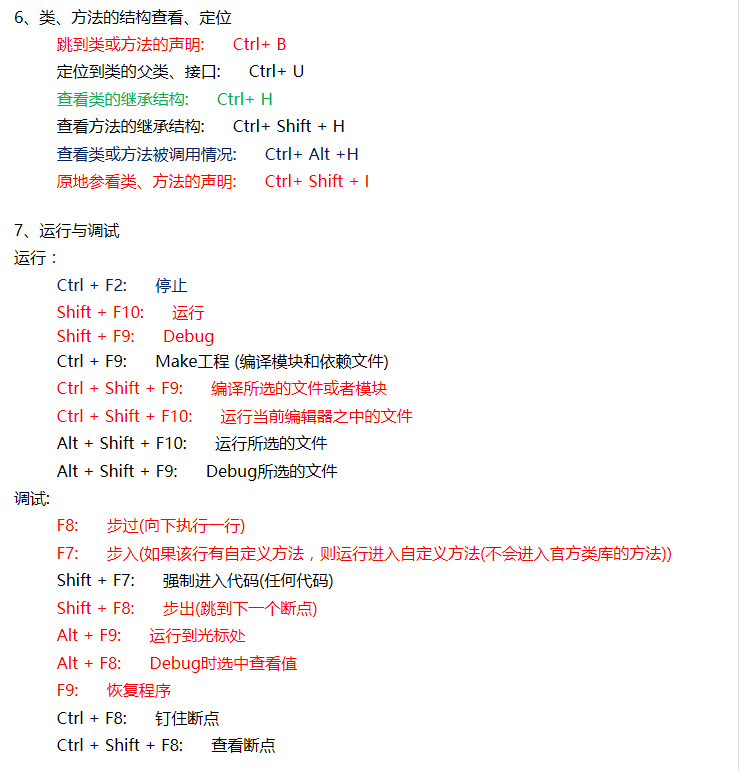 6、类、方法的结构查看、定位
跳到类或方法的声明: Ctrl+ B
定位到类的父类、接口: Ctrl+ U
查看类的继承结构: Ctrl+ H
查看方法的继承结构: Ctrl+ Shift + H
查看类或方法被调用情况: Ctrl+ Alt +H
原地参看类、方法的声明: Ctrl+ Shift + I
7、运行与调试
运行：
Ctrl + F2: 停止
Shift + F10: 运行
Shift + F9: Debug
Ctrl + F9: Make工程 (编译模块和依赖文件)
Ctrl + Shift + F9: 编译所选的文件或者模块
Ctrl + Shift + F10: 运行当前编辑器之中的文件
Alt + Shift + F10: 运行所选的文件
Alt + Shift + F9: Debug所选的文件
调试:
F8: 步过(向下执行一行)
F7: 步入(如果该行有自定义方法，则运行进入自定义方法(不会进入官方类库的方法))
Shift + F7: 强制进入代码(任何代码)
Shift + F8: 步出(跳到下一个断点)
Alt + F9: 运行到光标处
Alt + F8: Debug时选中查看值
F9: 恢复程序
Ctrl + F8: 钉住断点
Ctrl + Shift + F8: 查看断点